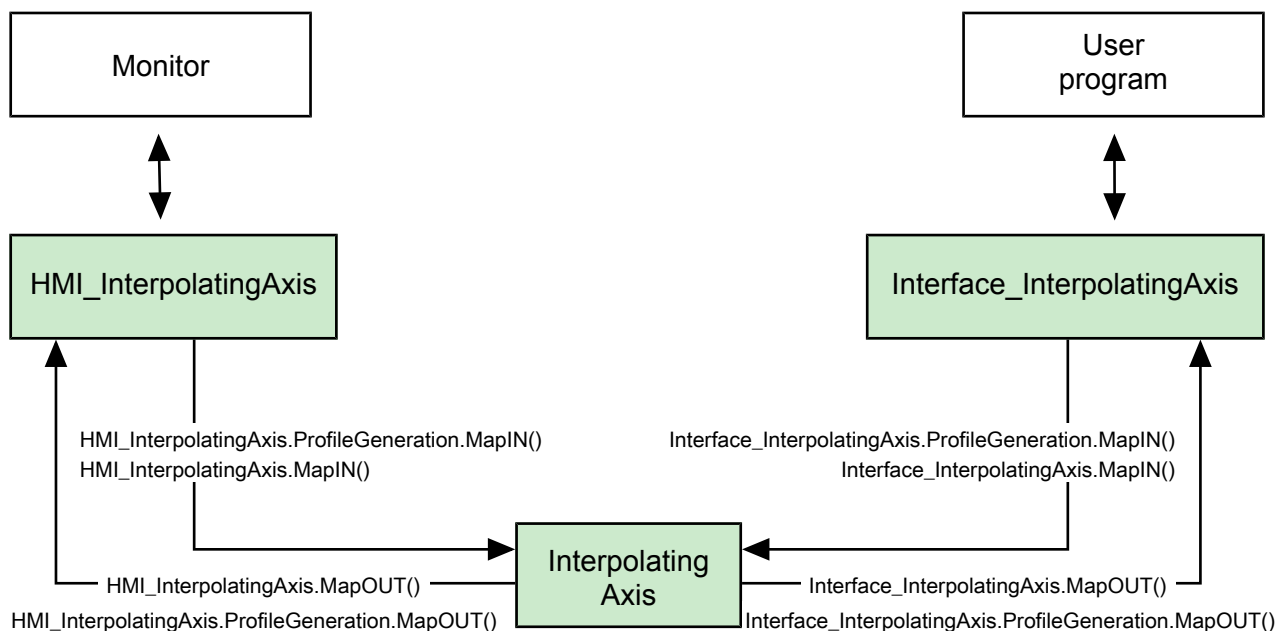 Monitor
User
program
HMI_InterpolatingAxis
Interface_InterpolatingAxis
HMI_InterpolatingAxis.ProfileGeneration.MapIN()
HMI_InterpolatingAxis.MapIN()
Interface_InterpolatingAxis.ProfileGeneration.MapIN()
Interface_InterpolatingAxis.MapIN()
Interpolating
Axis
HMI_InterpolatingAxis.MapOUT()
HMI_InterpolatingAxis.ProfileGeneration.MapOUT()
Interface_InterpolatingAxis.MapOUT()
Interface_InterpolatingAxis.ProfileGeneration.MapOUT()